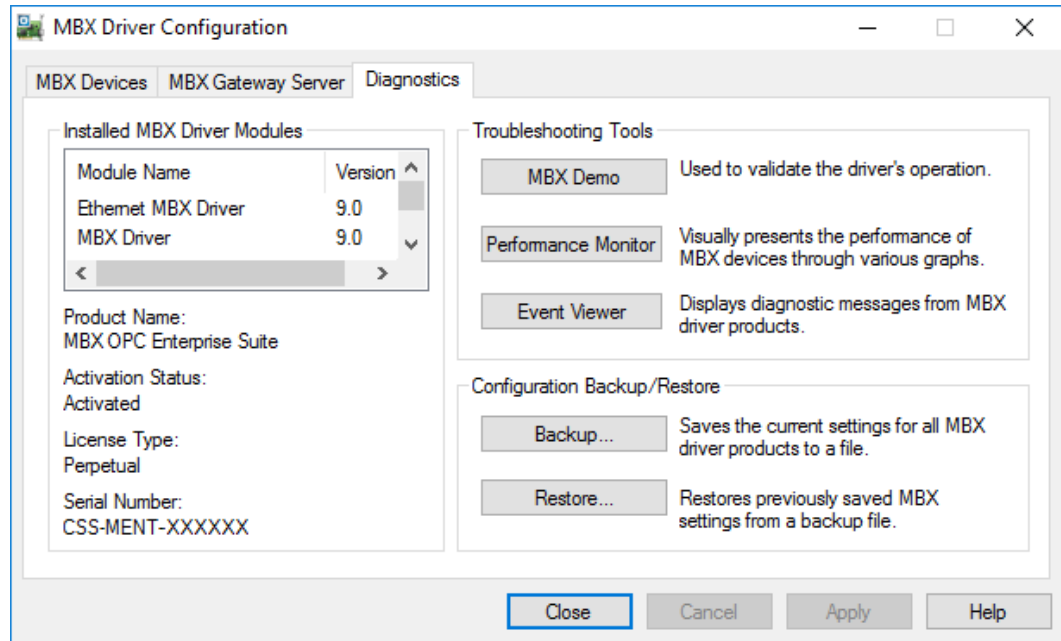 MBX Driver Configuration
MBX Devices MBX Gateway Server Diagnostics
Installed MBX Driver Modules
Module Name Version
Ethernet MBX Driver 9.0
MBX Driver 9.0
Product Name:
MBX OPC Enterprise Suite
Activation Status:
Activated
License Type:
Perpetual
Serial Number:
CSS-MENT-XXXXXX
Troubleshooting Tools
MBX Demo
Used to validate the driver's operation.
Performance Monitor
Visually presents the performance of
MBX devices through various graphs.
Event Viewer
Displays diagnostic messages from MBX
driver products.
Configuration Backup/Restore
Backup...
Saves the current settings for all MBX
driver products to a file.
Restore...
Restores previously saved MBX
settings from a backup file.
Close Cancel Apply Help